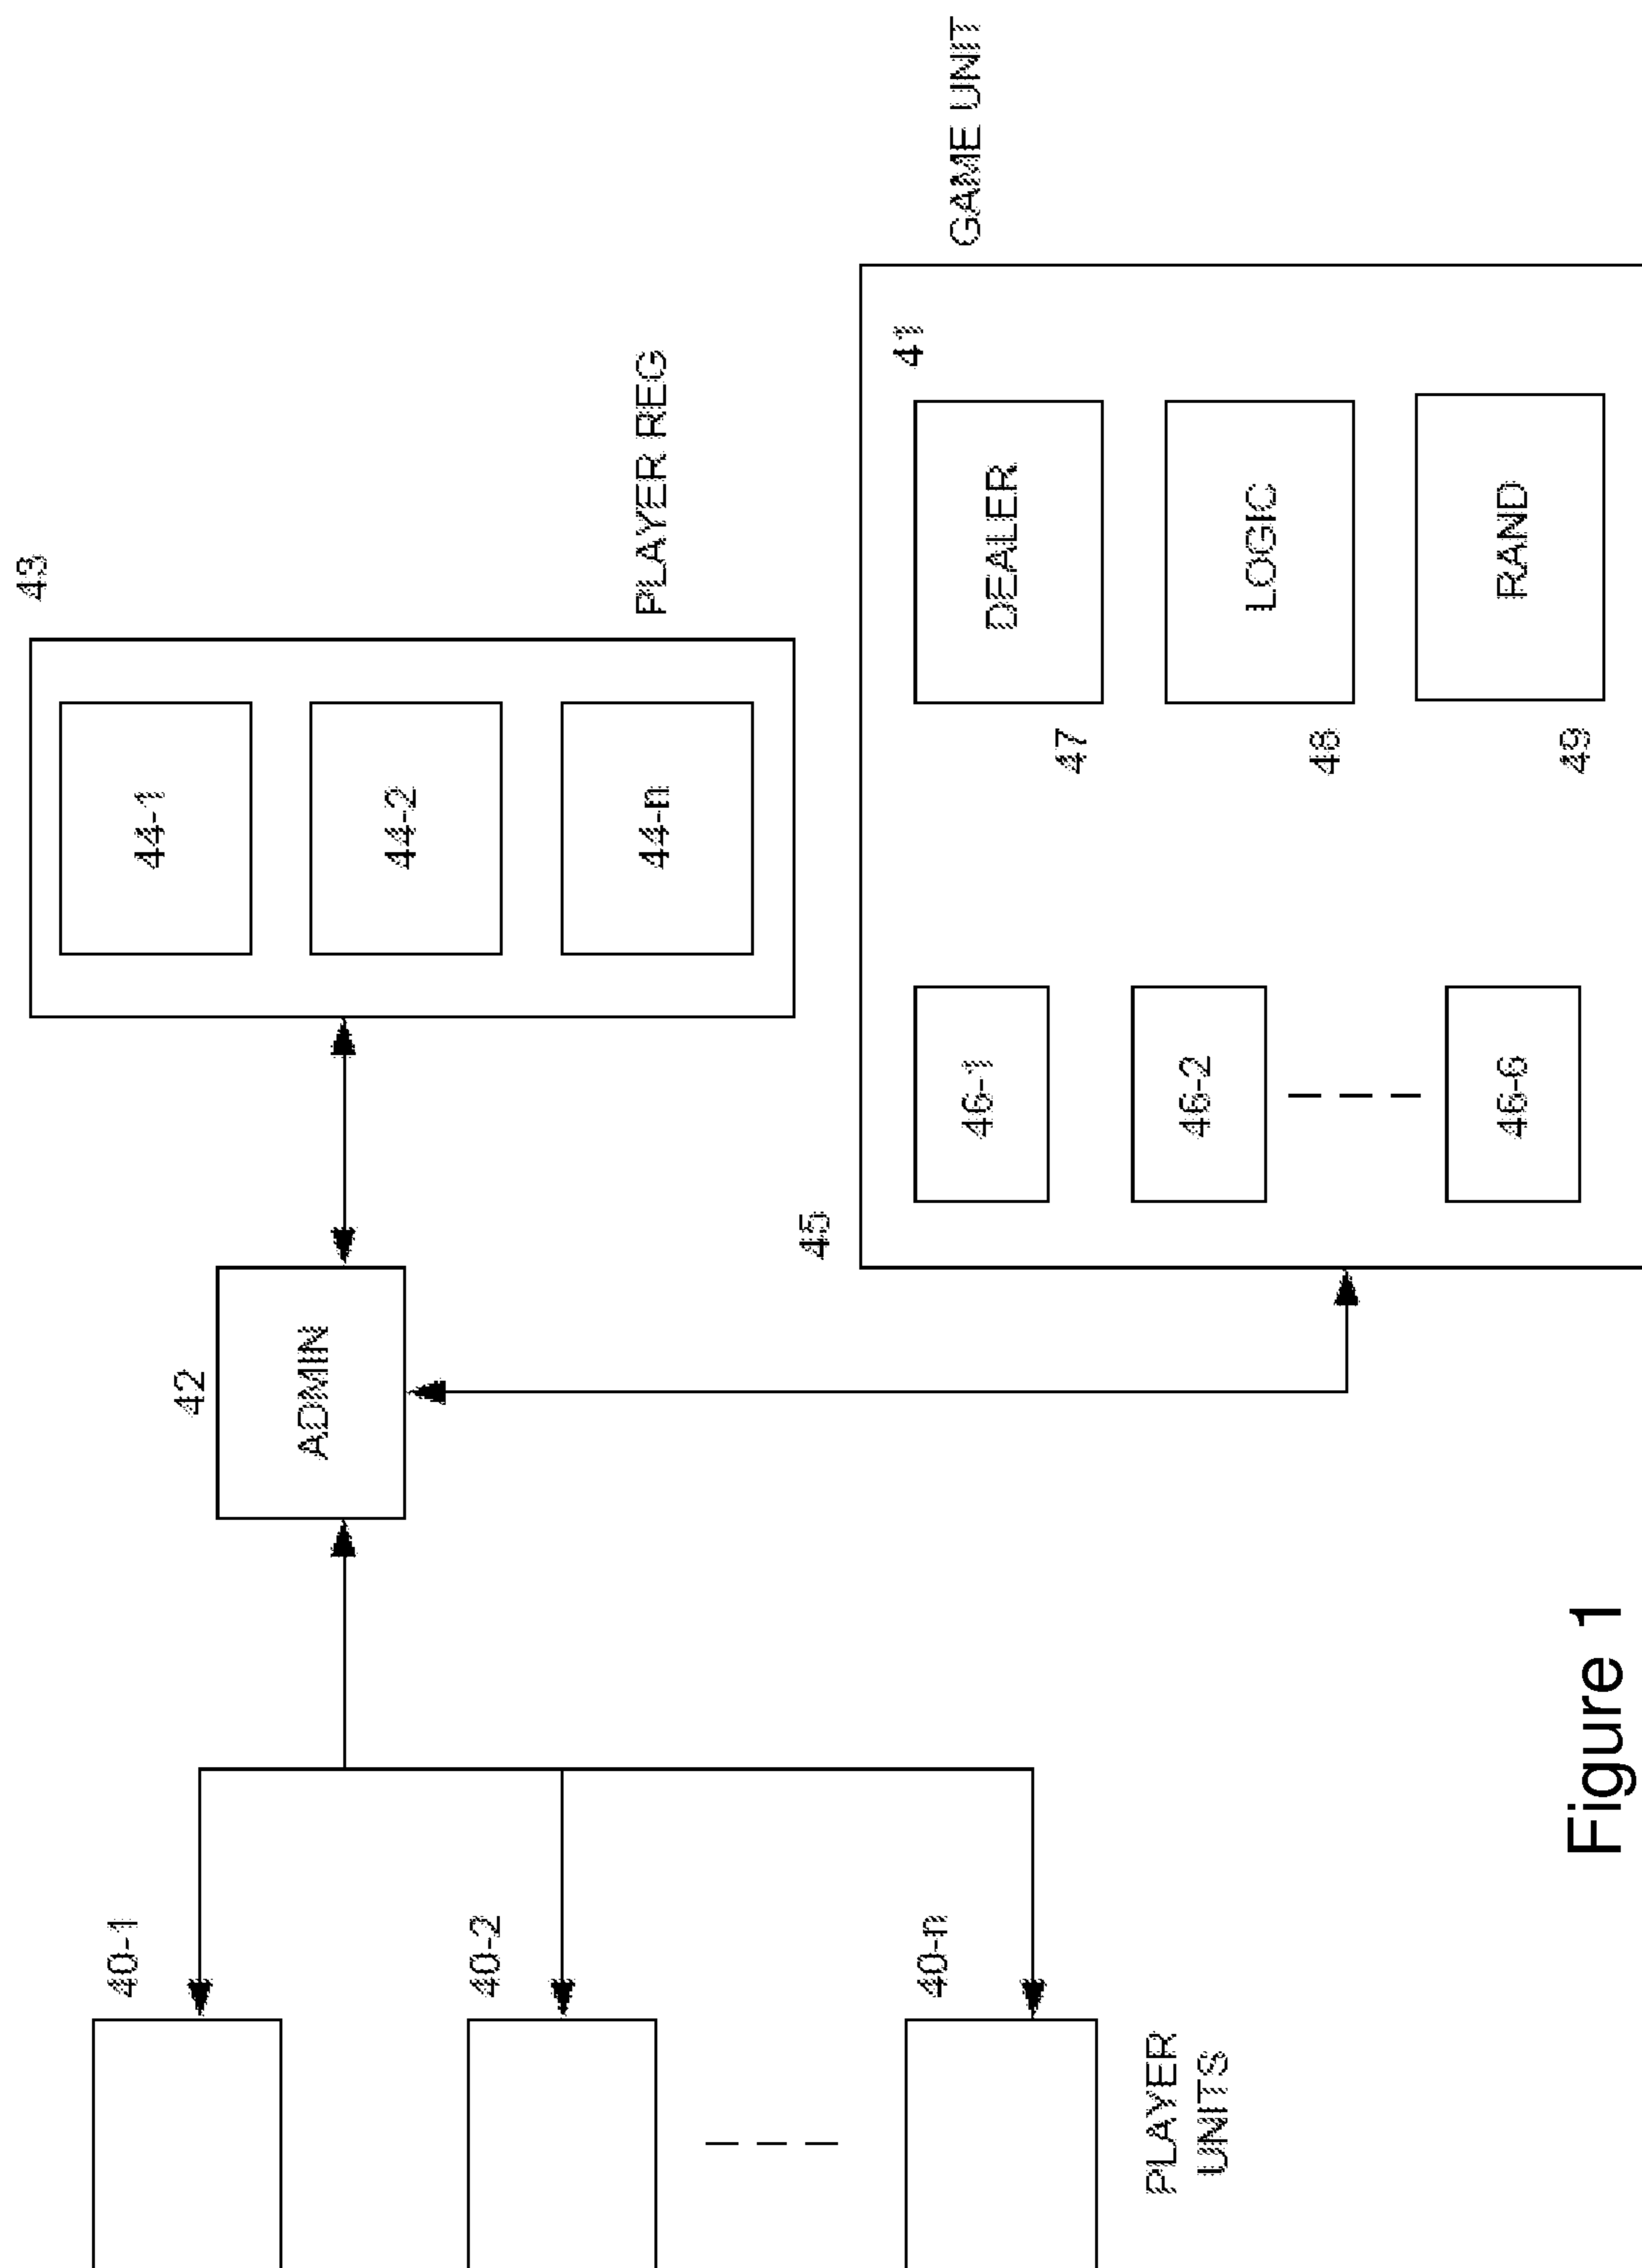 43
40-1
44-1
42
ADMIN
44-2
40-2
44-n
PLAYER REG
45
41
40-n
GAME UNIT
46-1
DEALER
47
PLAYER
UNITS
46-2
LOGIC
48
46-6
RAND
49
Figure 1